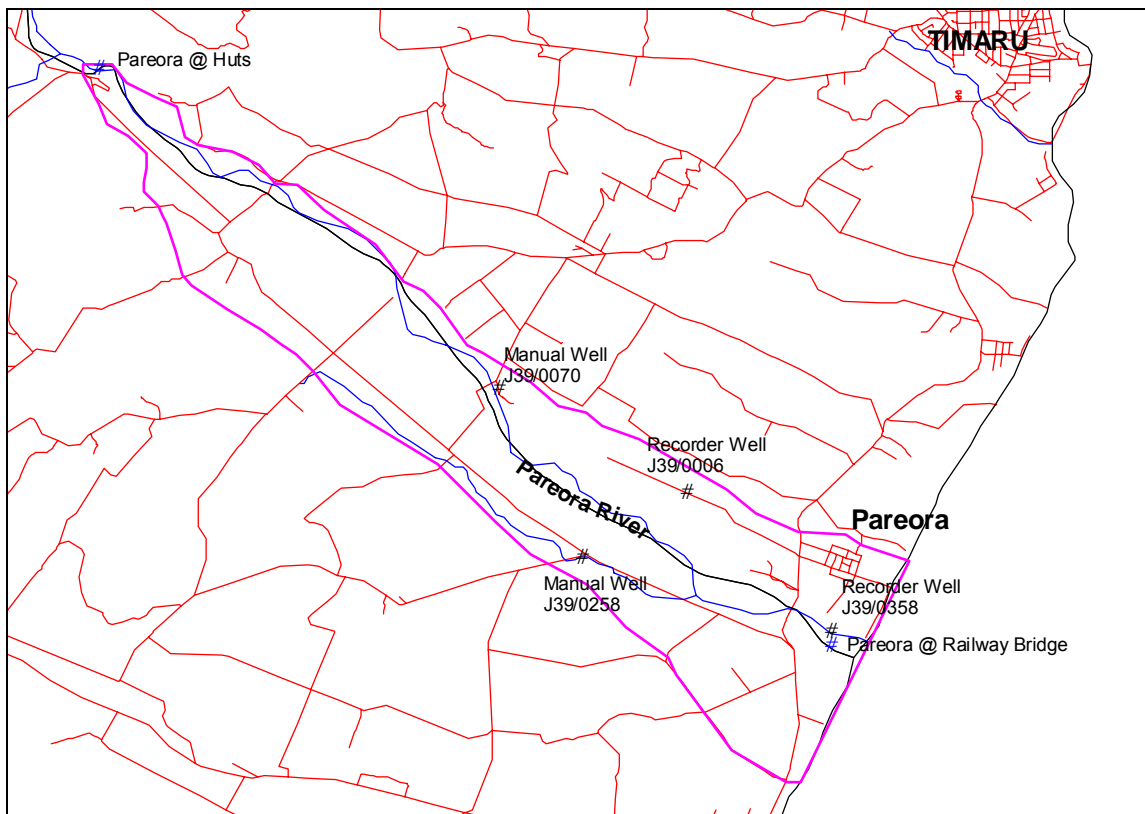 TIMARU
# Pareora @ Huts
Manual Well
J39/0070
#
Recorder Well
J39/0006
#
Pareora River
Pareora
#
Manual Well
J39/0258
Recorder Well
J39/0358
#
# Pareora @ Railway Bridge